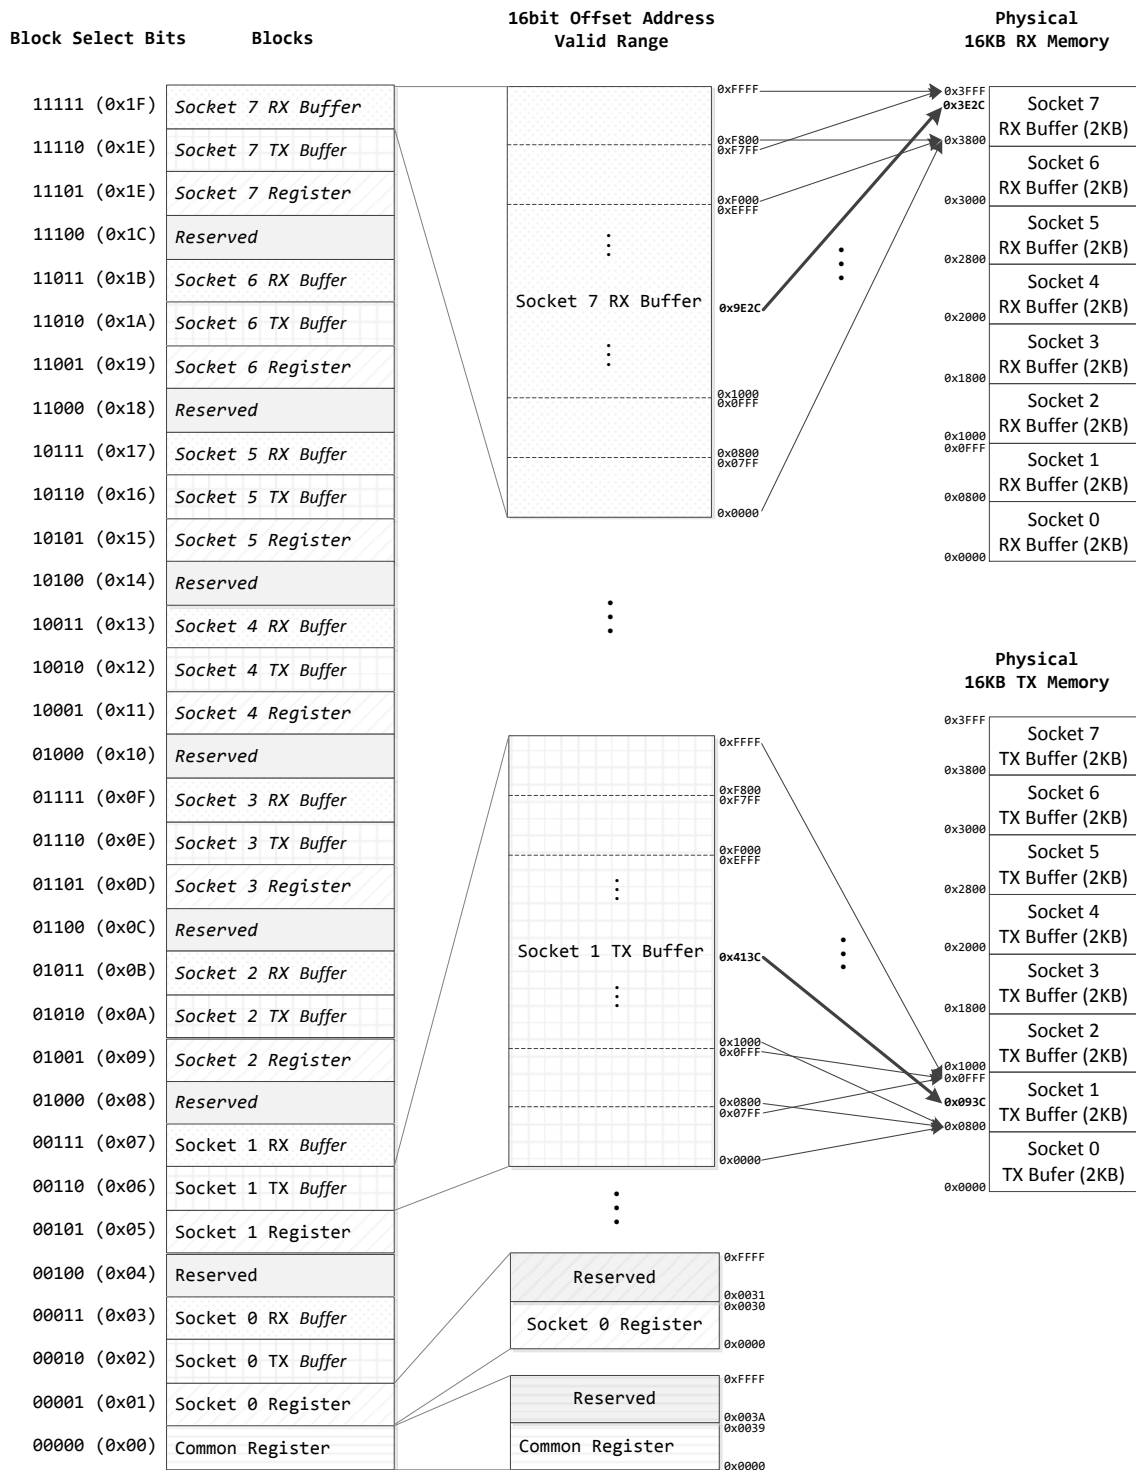 16bit Offset Address
Valid Range
Physical
16KB RX Memory
Block Select Bits Blocks
11111 (0x1F) Socket 7 RX Buffer
11110 (0x1E) Socket 7 TX Buffer
11101 (0x1E) Socket 7 Register
11100 (0x1C) Reserved
11011 (0x1B) Socket 6 RX Buffer
11010 (0x1A) Socket 6 TX Buffer
11001 (0x19) Socket 6 Register
11000 (0x18) Reserved
10111 (0x17) Socket 5 RX Buffer
10110 (0x16) Socket 5 TX Buffer
10101 (0x15) Socket 5 Register
10100 (0x14) Reserved
10011 (0x13) Socket 4 RX Buffer
10010 (0x12) Socket 4 TX Buffer
10001 (0x11) Socket 4 Register
01000 (0x10) Reserved
01111 (0x0F) Socket 3 RX Buffer
01110 (0x0E) Socket 3 TX Buffer
01101 (0x0D) Socket 3 Register
01100 (0x0C) Reserved
01011 (0x0B) Socket 2 RX Buffer
01010 (0x0A) Socket 2 TX Buffer
01001 (0x09) Socket 2 Register
01000 (0x08) Reserved
00111 (0x07) Socket 1 RX Buffer
00110 (0x06) Socket 1 TX Buffer
00101 (0x05) Socket 1 Register
00100 (0x04) Reserved
00011 (0x03) Socket 0 RX Buffer
00010 (0x02) Socket 0 TX Buffer
00001 (0x01) Socket 0 Register
00000 (0x00) Common Register
0xFFFF
0xF800
0xF7FF
0xF000
0xEFFF
Socket 7 RX Buffer
0x9E2C
0x1000
0x0FFF
0x0800
0x07FF
0x0000
0xFFFF
0xF800
0xF7FF
0xF000
0xEFFF
Socket 1 TX Buffer
0x413C
0x1000
0x0FFF
0x0800
0x07FF
0x0000
0xFFFF
Reserved
0x0031
0x0030
Socket 0 Register
0x0000
0xFFFF
Reserved
0x003A
0x0039
Common Register
0x0000
0x3FFF
0x3E2C
Socket 7
RX Buffer (2KB)
0x3800
Socket 6
RX Buffer (2KB)
0x3000
Socket 5
RX Buffer (2KB)
0x2800
Socket 4
RX Buffer (2KB)
0x2000
Socket 3
RX Buffer (2KB)
0x1800
Socket 2
RX Buffer (2KB)
0x1000
0x0FFF
Socket 1
RX Buffer (2KB)
0x0800
Socket 0
RX Buffer (2KB)
0x0000
Physical
16KB TX Memory
0x3FFF
Socket 7
TX Buffer (2KB)
0x3800
Socket 6
TX Buffer (2KB)
0x3000
Socket 5
TX Buffer (2KB)
0x2800
Socket 4
TX Buffer (2KB)
0x2000
Socket 3
TX Buffer (2KB)
0x1800
Socket 2
TX Buffer (2KB)
0x1000
0x0FFF
Socket 1
0x093C
TX Buffer (2KB)
0x0800
Socket 0
TX Bufer (2KB)
0x0000